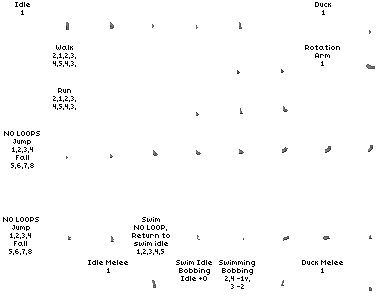 Idle
1
Duck
1
Walk
2,1,2,3,
4,5,4,3,
Rotation
Arm
1
Run
2,1,2,3,
4,5,4,3,
NO LOOPS
Jump
1,2,3,4
Fall
5,6,7,8
NO LOOPS
Jump
1,2,3,4
Fall
5,6,7,8
Swim
NO LOOP,
Return to
swim idle
1,2,3,4,5
Idle Melee
1
Swim Idle
Bobbing
Idle +0
Swimming
Bobbing
2,4 -1v,
3 -2
Duck Melee
1